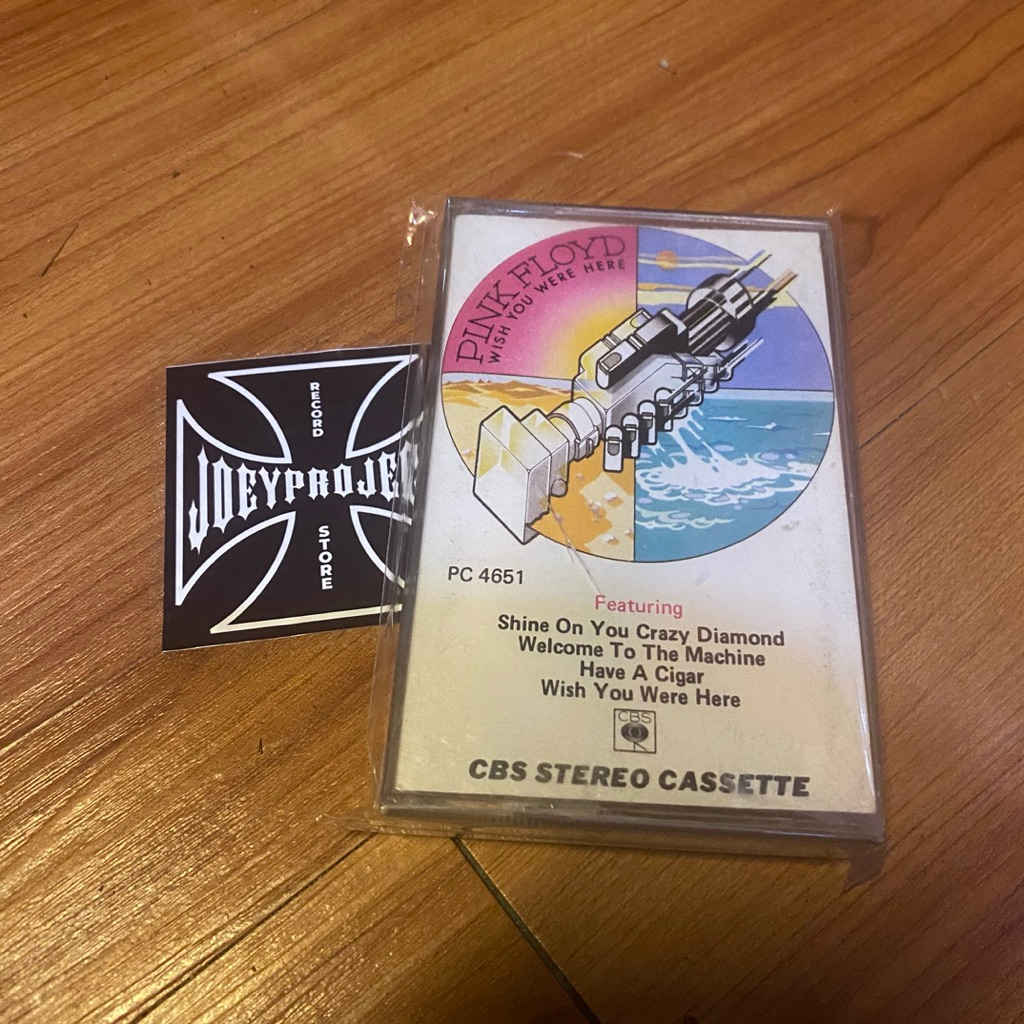 RECORD
JOEYPROJEC
STORE
PINK FLOYD
WISH YOU WERE HERE
PC 4651
Featuring
Shine On You Crazy Diamond
Welcome To The Machine
Have A Cigar
Wish You Were Here
CBS
CBS STEREO CASSETTE